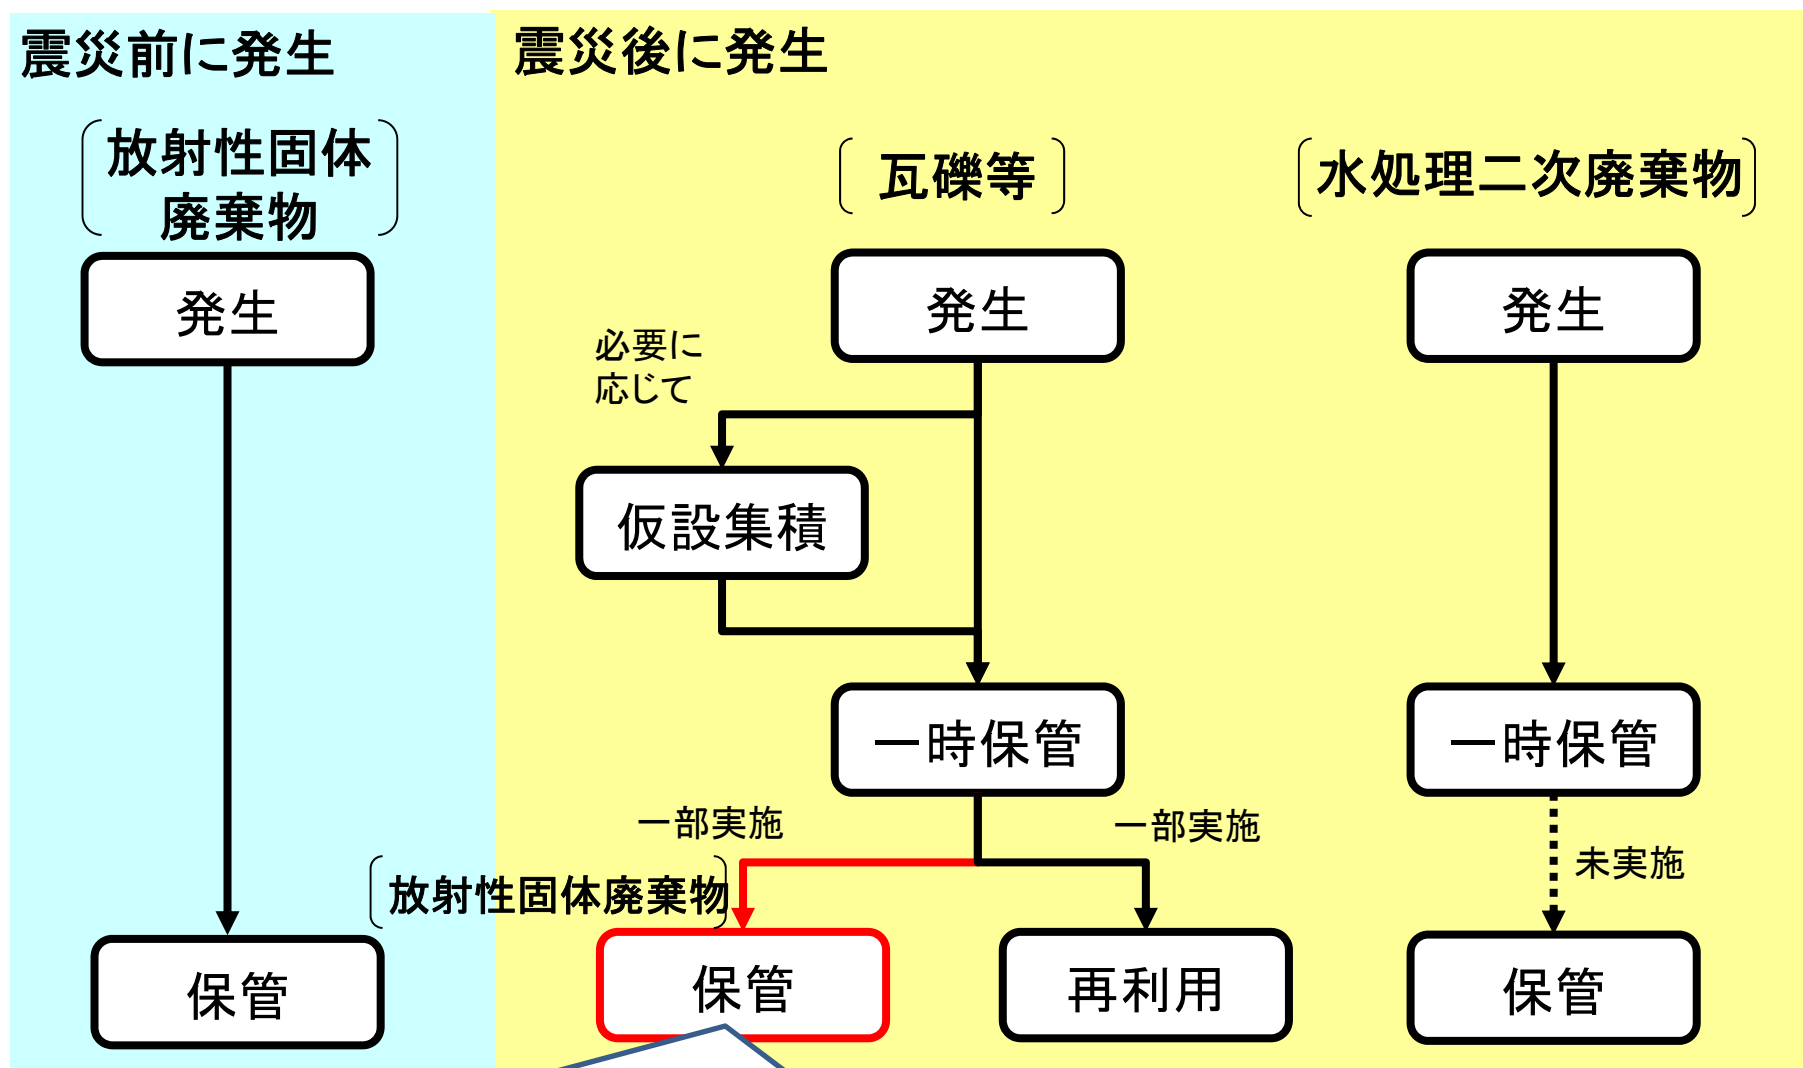 震災前に発生
放射性固体
廃棄物
発生
保管
震災後に発生
瓦礫等
発生
必要に
応じて
仮設集積
一時保管
一部実施
一部実施
放射性固体廃棄物
保管
再利用
水処理二次廃棄物
発生
一時保管
未実施
保管